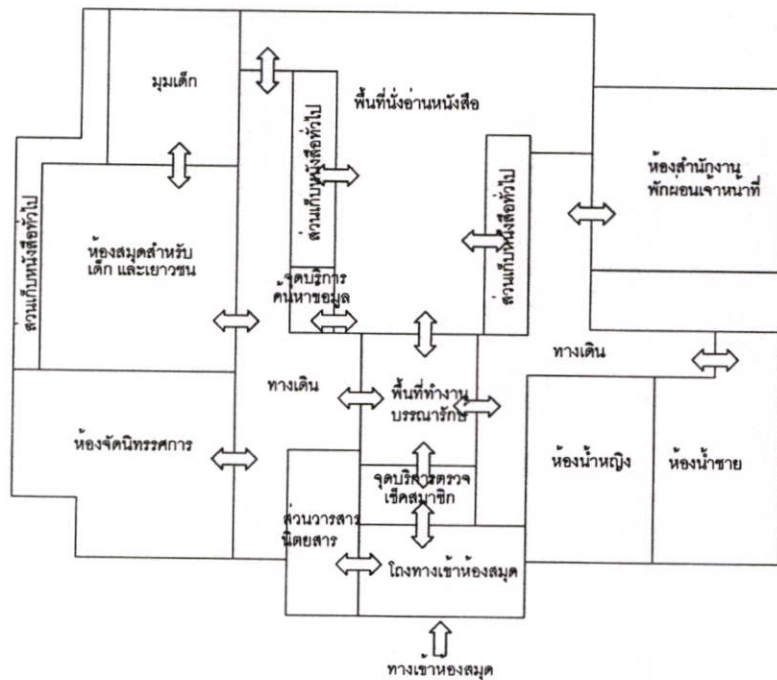 มุมเด็ก
พื้นที่นั่งอ่านหนังสือ
ส่วนเก็บหนังสือทั่วไป
ส่วนเก็บหนังสือทั่วไป
ห้องสำนักงาน
พักผ่อนเจ้าหน้าที่
ส่วนเก็บหนังสือทั่วไป
ห้องสมุดสำหรับ
เด็ก และเยาวชน
จุดบริการ
ค้นหาข้อมูล
ทางเดิน
ทางเดิน
พื้นที่ทำงาน
บรรณารักษ์
ห้องจัดนิทรรศการ
ห้องน้ำหญิง
ห้องน้ำชาย
จุดบริการตรวจ
เช็คสมาชิก
ส่วนวารสาร
นิตยสาร
โถงทางเข้าห้องสมุด
ทางเข้าห้องสมุด